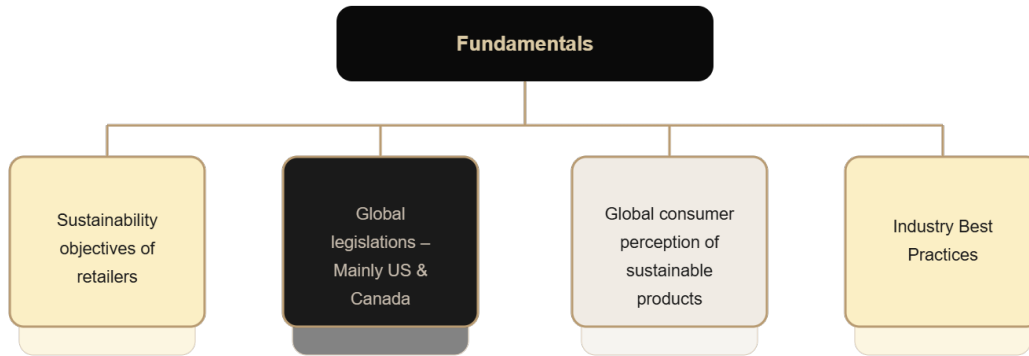 Fundamentals
Sustainability
objectives of
retailers
Global
legislations –
Mainly US &
Canada
Global consumer
perception of
sustainable
products
Industry Best
Practices